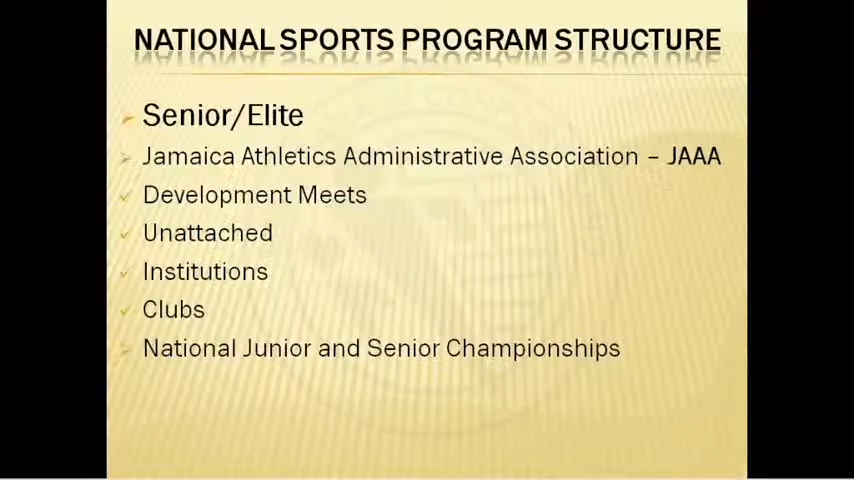 NATIONAL SPORTS PROGRAM STRUCTURE
Senior/Elite
Jamaica Athletics Administrative Association – JAAA
Development Meets
Unattached
Institutions
Clubs
National Junior and Senior Championships